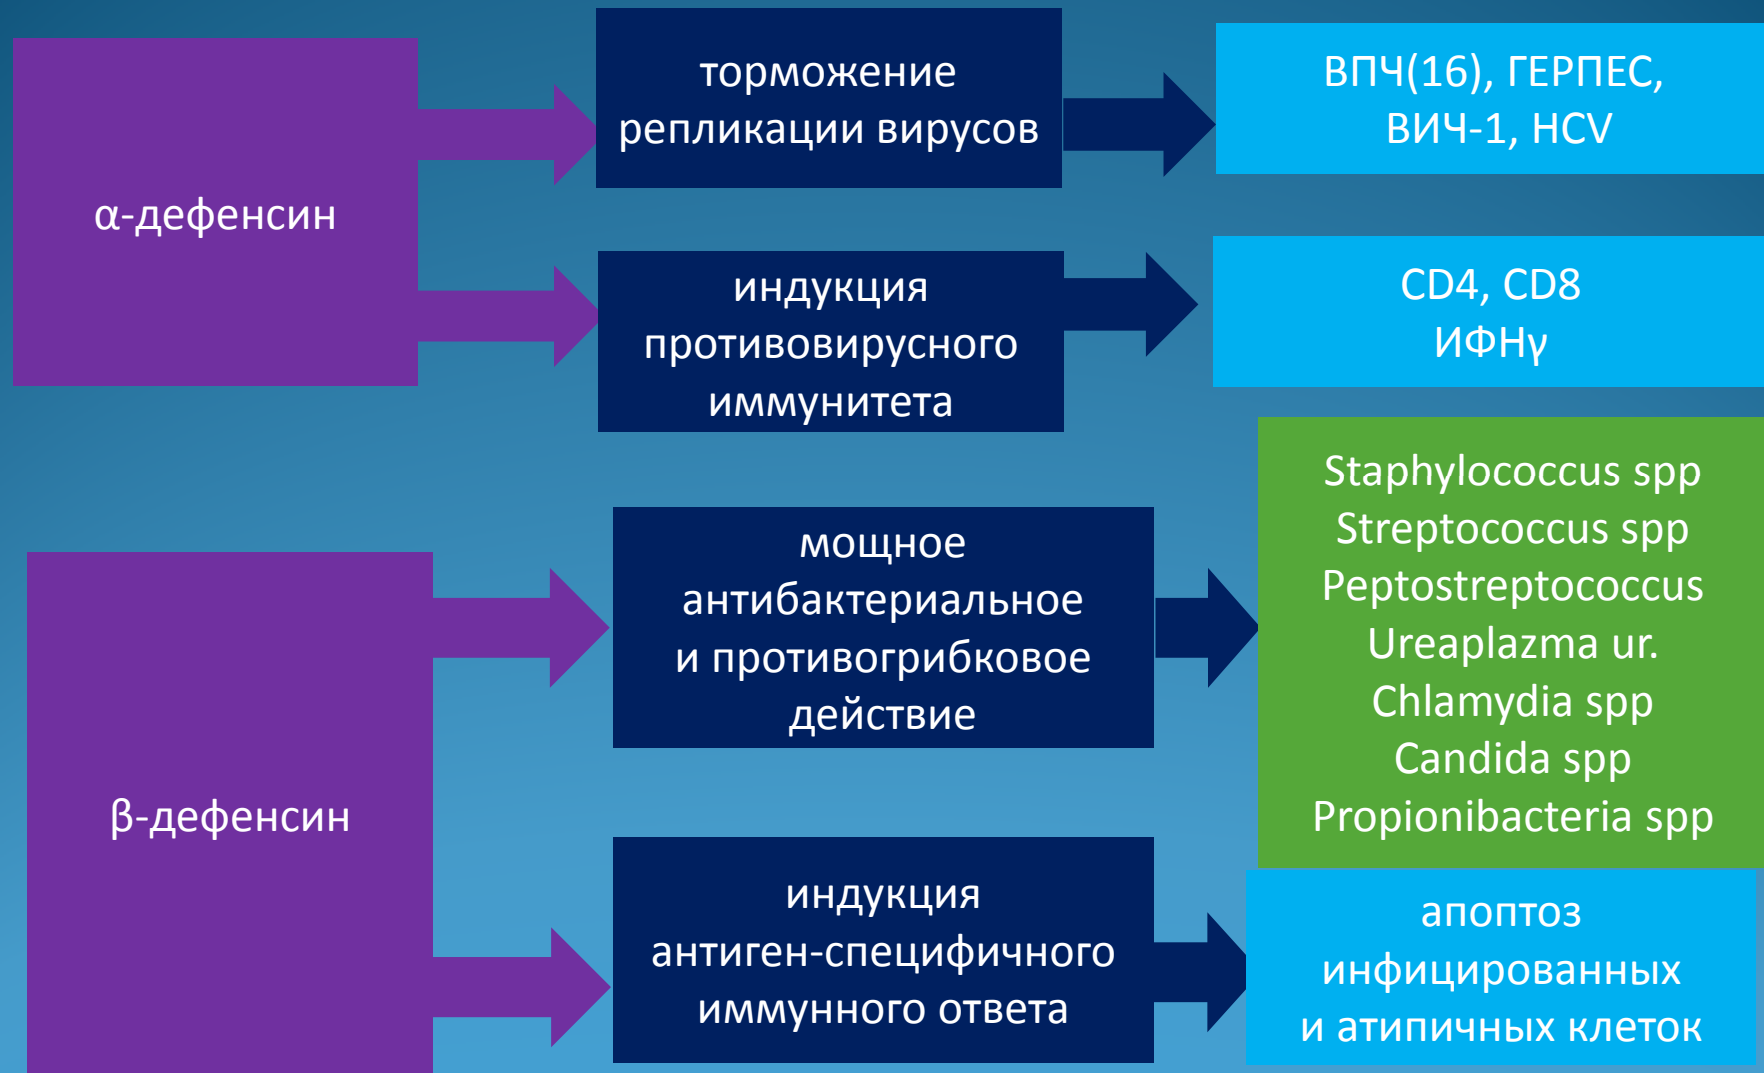 α-дефенсин
торможение
репликации вирусов
ВПЧ(16), ГЕРПЕС,
ВИЧ-1, HCV
индукция
противовирусного
иммунитета
CD4, CD8
ИФНγ
β-дефенсин
мощное
антибактериальное
и противогрибковое
действие
Staphylococcus spp
Streptococcus spp
Peptostreptococcus
Ureaplazma ur.
Chlamydia spp
Candida spp
Propionibacteria spp
индукция
антиген-специфичного
иммунного ответа
апоптоз
инфицированных
и атипичных клеток